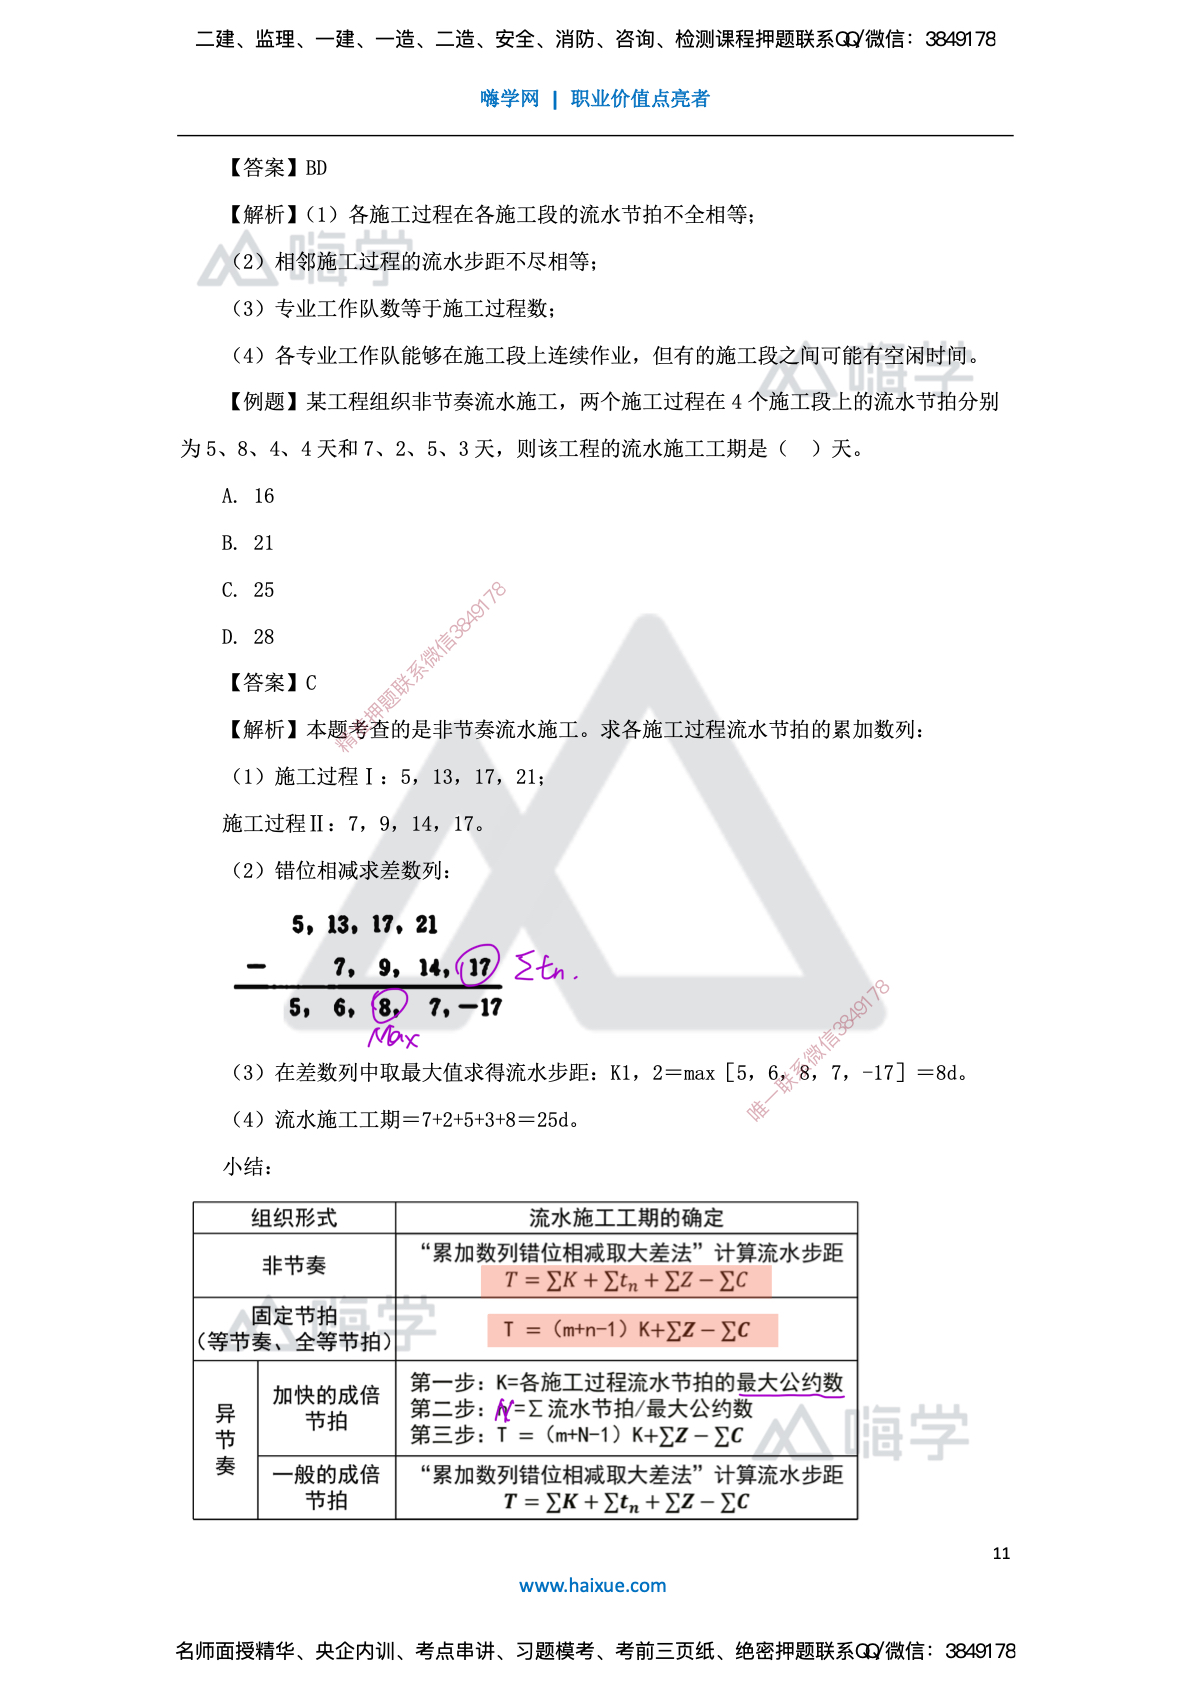 二建、监理、一建、一造、二造、安全、消防、咨询、检测课程押题联系QQ/微信：3849178
嗨学网 | 职业价值点亮者
【答案】BD
【解析】（1）各施工过程在各施工段的流水节拍不全相等；
嗨学
（2）相邻施工过程的流水步距不尽相等；
（3）专业工作队数等于施工过程数；
（4）各专业工作队能够在施工段上连续作业，但有的施工段之间可能有空闲时间。
嗨学
【例题】某工程组织非节奏流水施工，两个施工过程在 4 个施工段上的流水节拍分别
为 5、8、4、4 天和 7、2、5、3 天，则该工程的流水施工工期是（　）天。
A. 16
B. 21
C. 25
D. 28
精准押题联系微信3849178
【答案】C
【解析】本题考查的是非节奏流水施工。求各施工过程流水节拍的累加数列：
（1）施工过程Ⅰ：5，13，17，21；
施工过程Ⅱ：7，9，14，17。
（2）错位相减求差数列：
5，13，17，21
－ 7， 9，14，17 Σtn.
5， 6， 8， 7，－17
Max
唯一联系微信3849178
（3）在差数列中取最大值求得流水步距：K1，2＝max［5，6，8，7，-17］＝8d。
（4）流水施工工期＝7+2+5+3+8＝25d。
小结：
组织形式 流水施工工期的确定
非节奏 “累加数列错位相减取大差法”计算流水步距
T = ∑K + ∑tn + ∑Z − ∑C
固定节拍
（等节奏、全等节拍） T ＝（m+n-1）K+∑Z − ∑C
嗨学
异节奏 加快的成倍节拍 第一步：K=各施工过程流水节拍的最大公约数
第二步：N=Σ流水节拍/最大公约数
第三步：T ＝（m+N-1）K+∑Z − ∑C
嗨学
一般的成倍节拍 “累加数列错位相减取大差法”计算流水步距
T = ∑K + ∑tn + ∑Z − ∑C
11
www.haixue.com
名师面授精华、央企内训、考点串讲、习题模考、考前三页纸、绝密押题联系QQ/微信：3849178